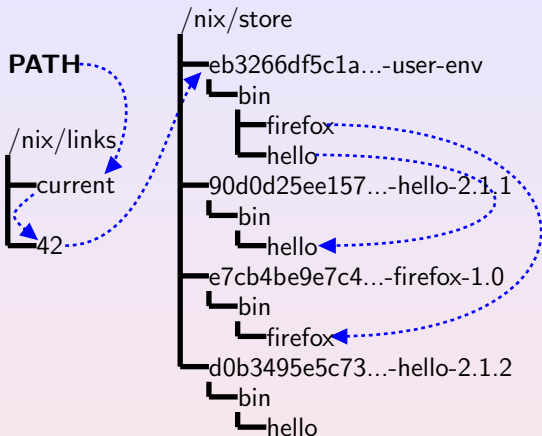 /nix/store
PATH
eb3266df5c1a...-user-env
bin
firefox
/nix/links
hello
current
90d0d25ee157...-hello-2.1.1
bin
42
hello
e7cb4be9e7c4...-firefox-1.0
bin
firefox
d0b3495e5c73...-hello-2.1.2
bin
hello